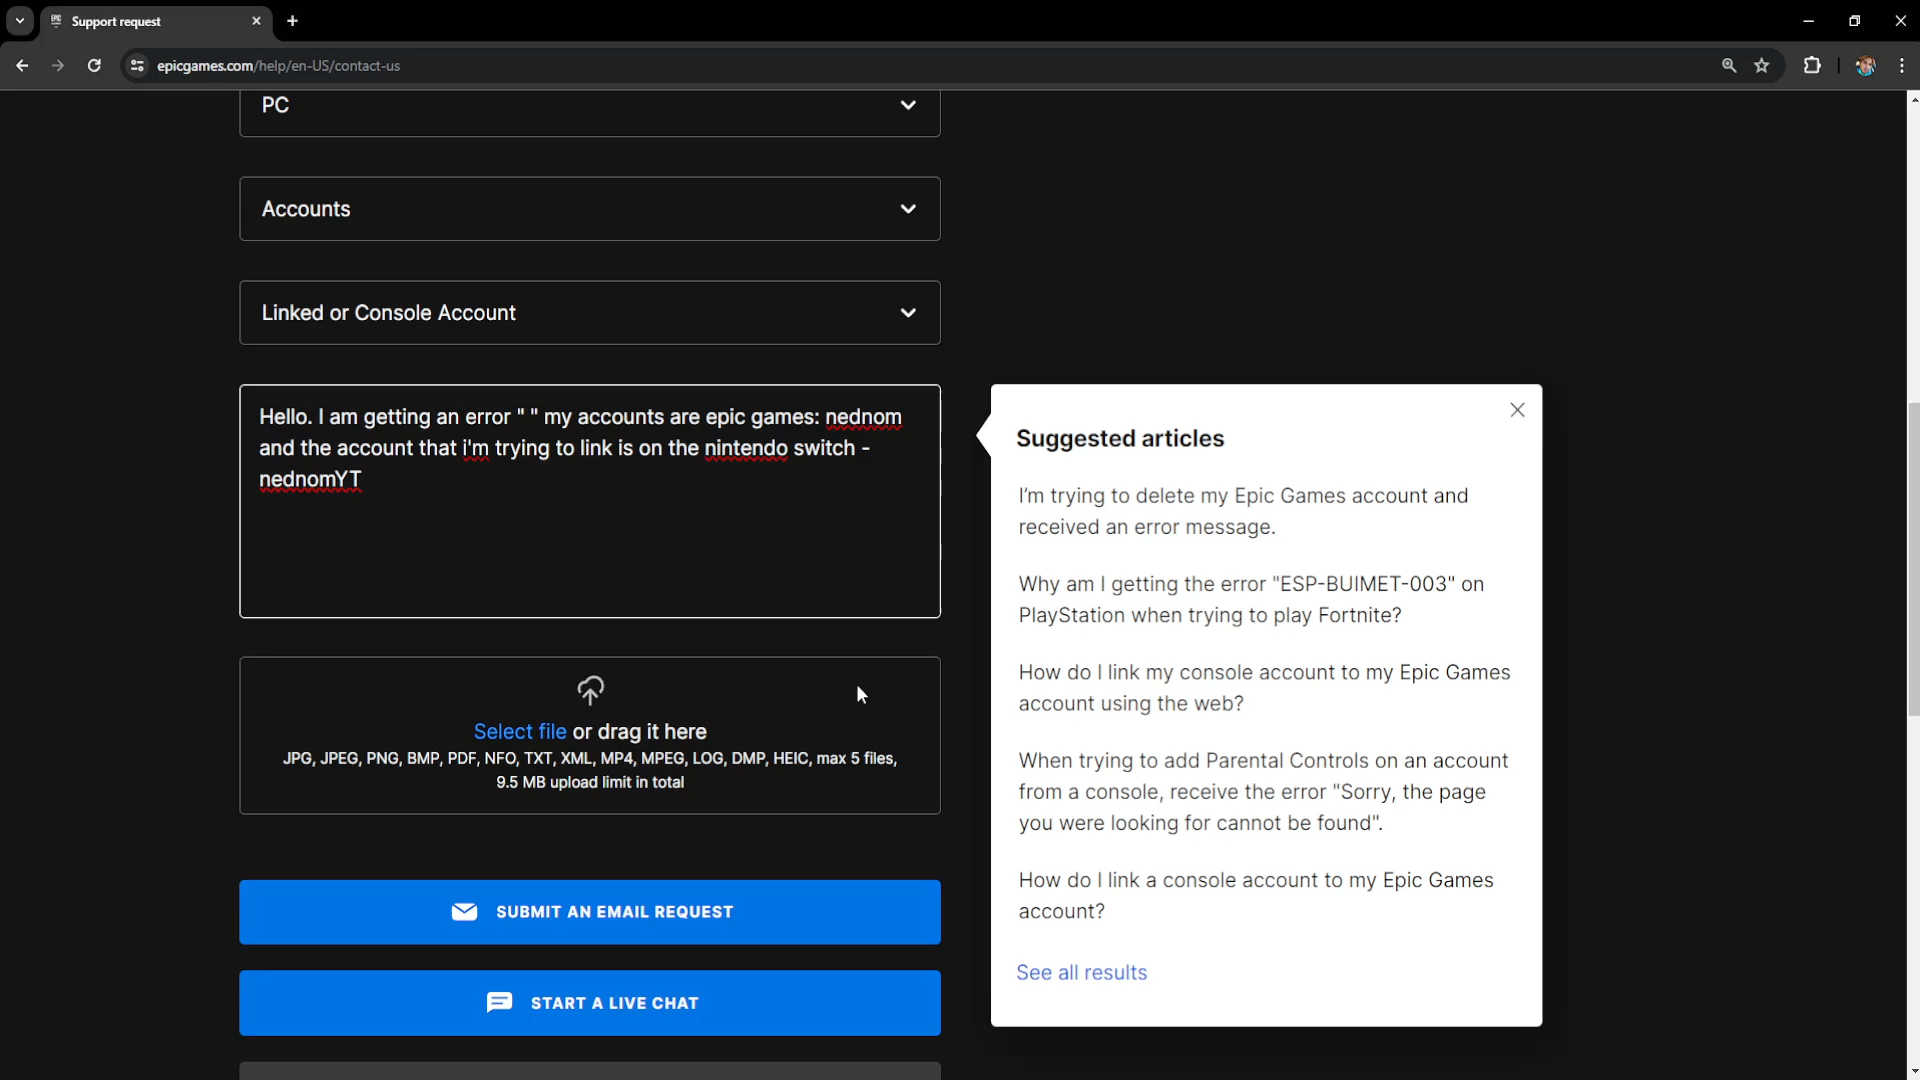 Support request
epicgames.com/help/en-US/contact-us
PC
Accounts
Linked or Console Account
Hello. I am getting an error " " my accounts are epic games: nednom
and the account that i'm trying to link is on the nintendo switch -
nednomYT
Select file or drag it here
JPG, JPEG, PNG, BMP, PDF, NFO, TXT, XML, MP4, MPEG, LOG, DMP, HEIC, max 5 files,
9.5 MB upload limit in total
SUBMIT AN EMAIL REQUEST
START A LIVE CHAT
Suggested articles
I'm trying to delete my Epic Games account and
received an error message.
Why am I getting the error "ESP-BUIMET-003" on
PlayStation when trying to play Fortnite?
How do I link my console account to my Epic Games
account using the web?
When trying to add Parental Controls on an account
from a console, receive the error "Sorry, the page
you were looking for cannot be found".
How do I link a console account to my Epic Games
account?
See all results